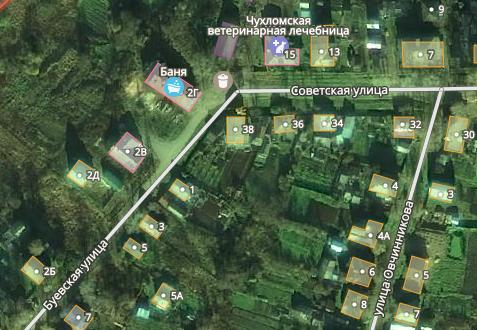 9
Чухломская
ветеринарная лечебница
15
13
7
Баня
2Г
Советская улица
38
36
34
32
30
2В
2Д
1
4
3
3
5
4А
Буевская улица
улица Овчинникова
2Б
6
5
5А
8
7
7